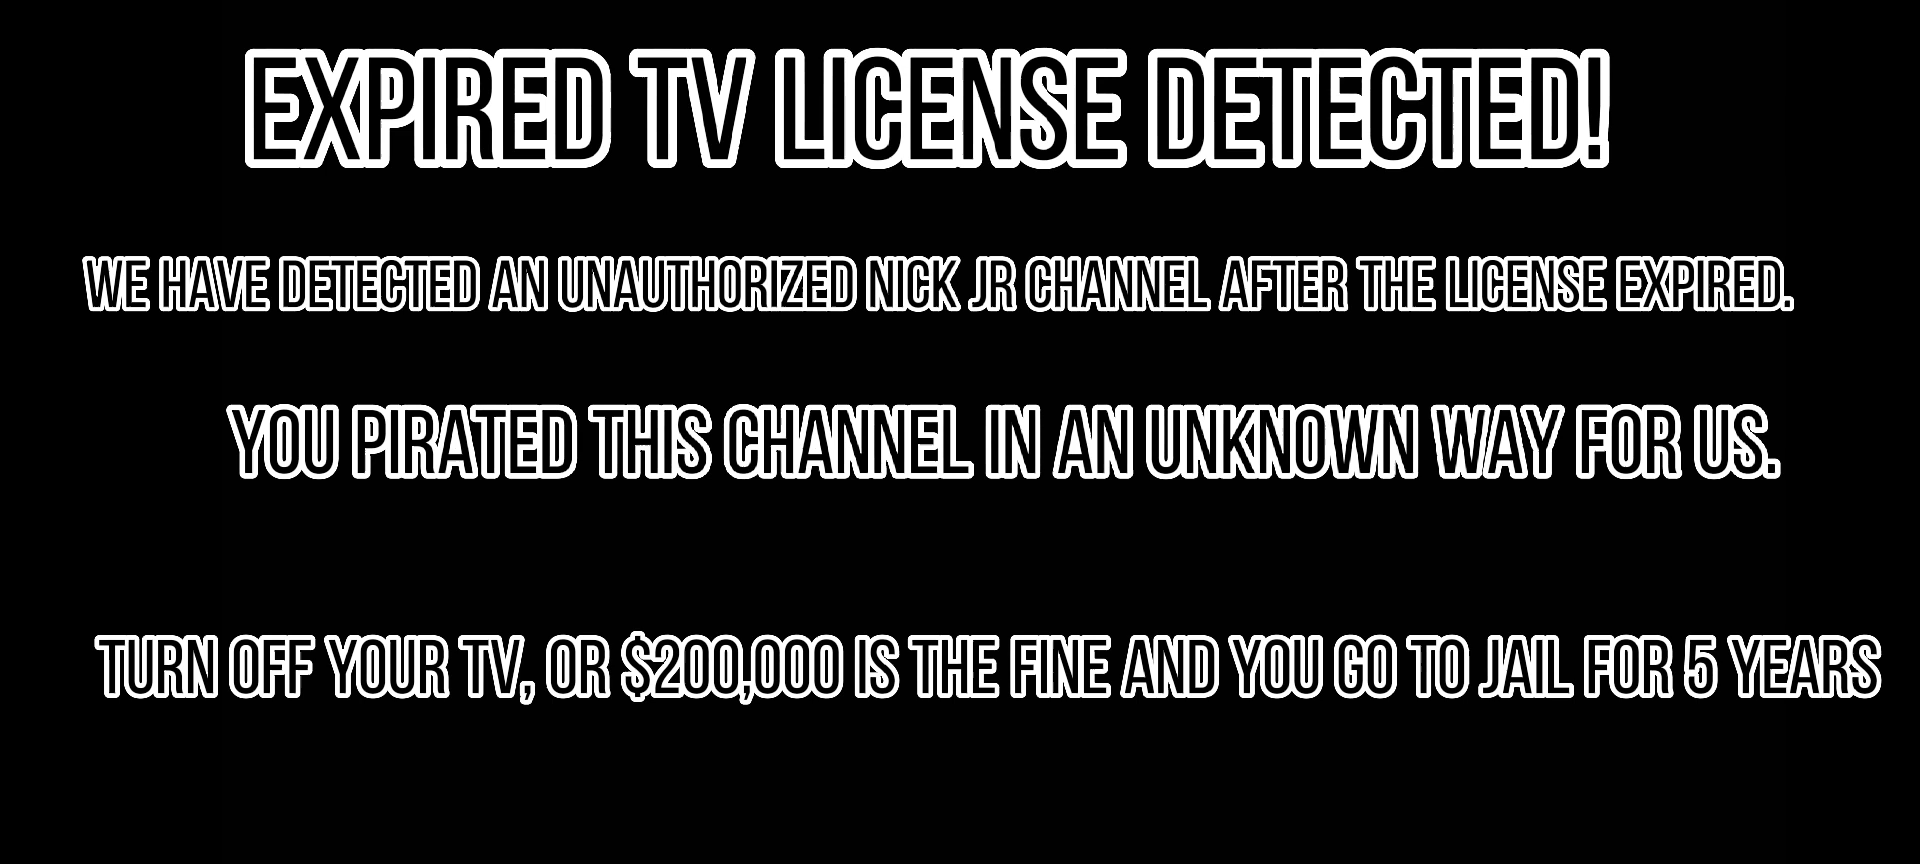 EXPIRED TV LICENSE DETECTED!
WE HAVE DETECTED AN UNAUTHORIZED NICK JR CHANNEL AFTER THE LICENSE EXPIRED.
YOU PIRATED THIS CHANNEL IN AN UNKNOWN WAY FOR US.
TURN OFF YOUR TV, OR $200,000 IS THE FINE AND YOU GO TO JAIL FOR 5 YEARS